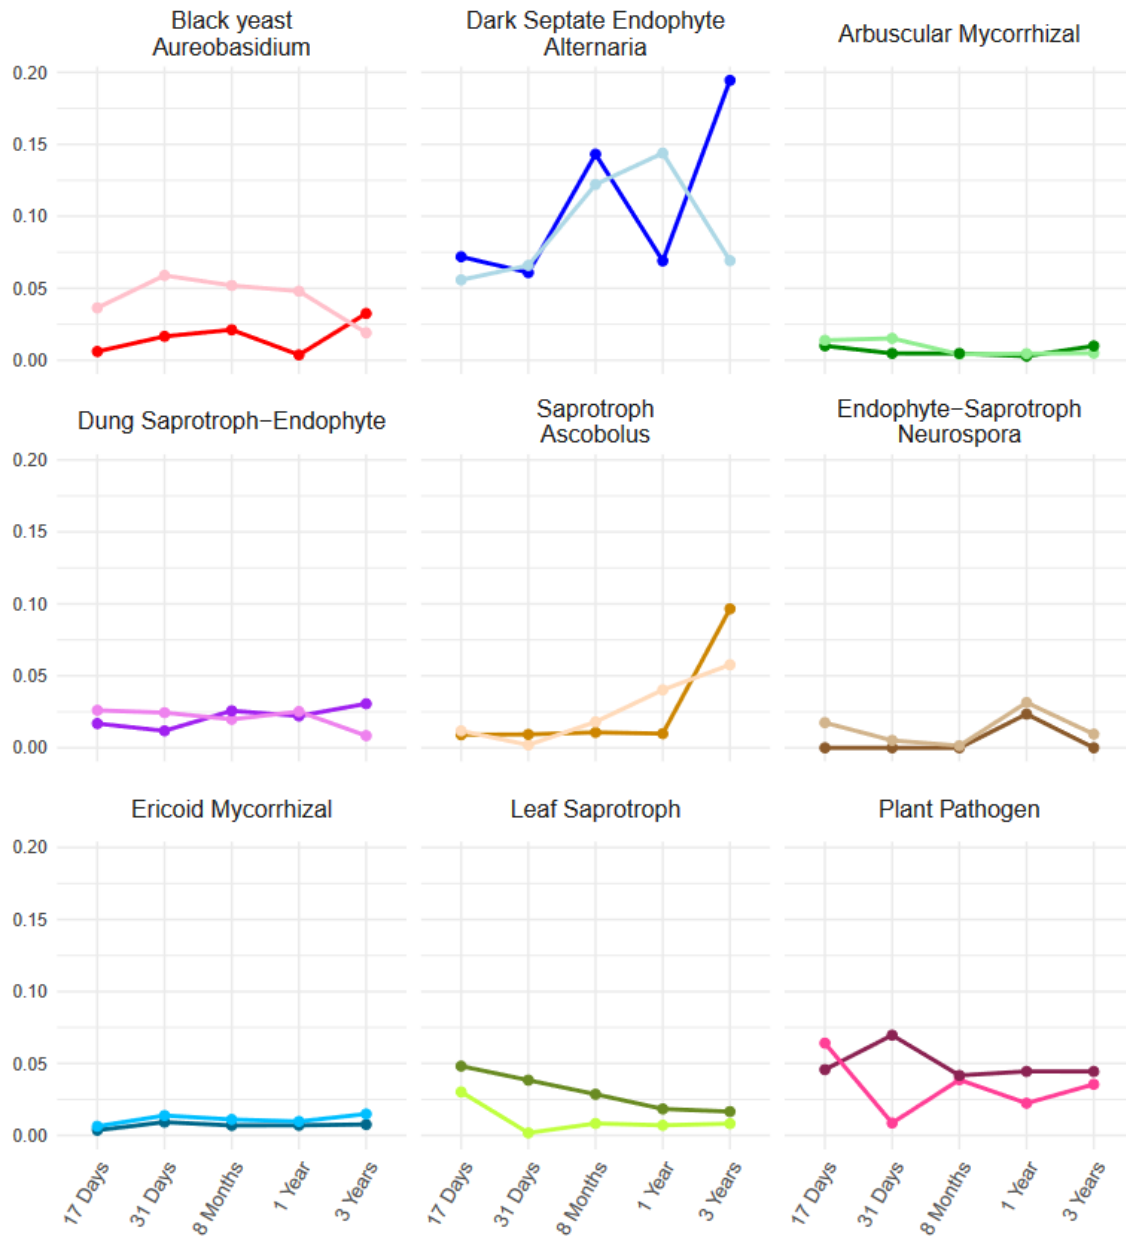 Black yeast
Aureobasidium
Dark Septate Endophyte
Alternaria
Arbuscular Mycorrhizal
0.20
0.15
0.10
0.05
0.00
Dung Saprotroph−Endophyte
Saprotroph
Ascobolus
Endophyte−Saprotroph
Neurospora
0.20
0.15
0.10
0.05
0.00
Ericoid Mycorrhizal
Leaf Saprotroph
Plant Pathogen
0.20
0.15
0.10
0.05
0.00
17 Days
31 Days
8 Months
1 Year
3 Years
17 Days
31 Days
8 Months
1 Year
3 Years
17 Days
31 Days
8 Months
1 Year
3 Years